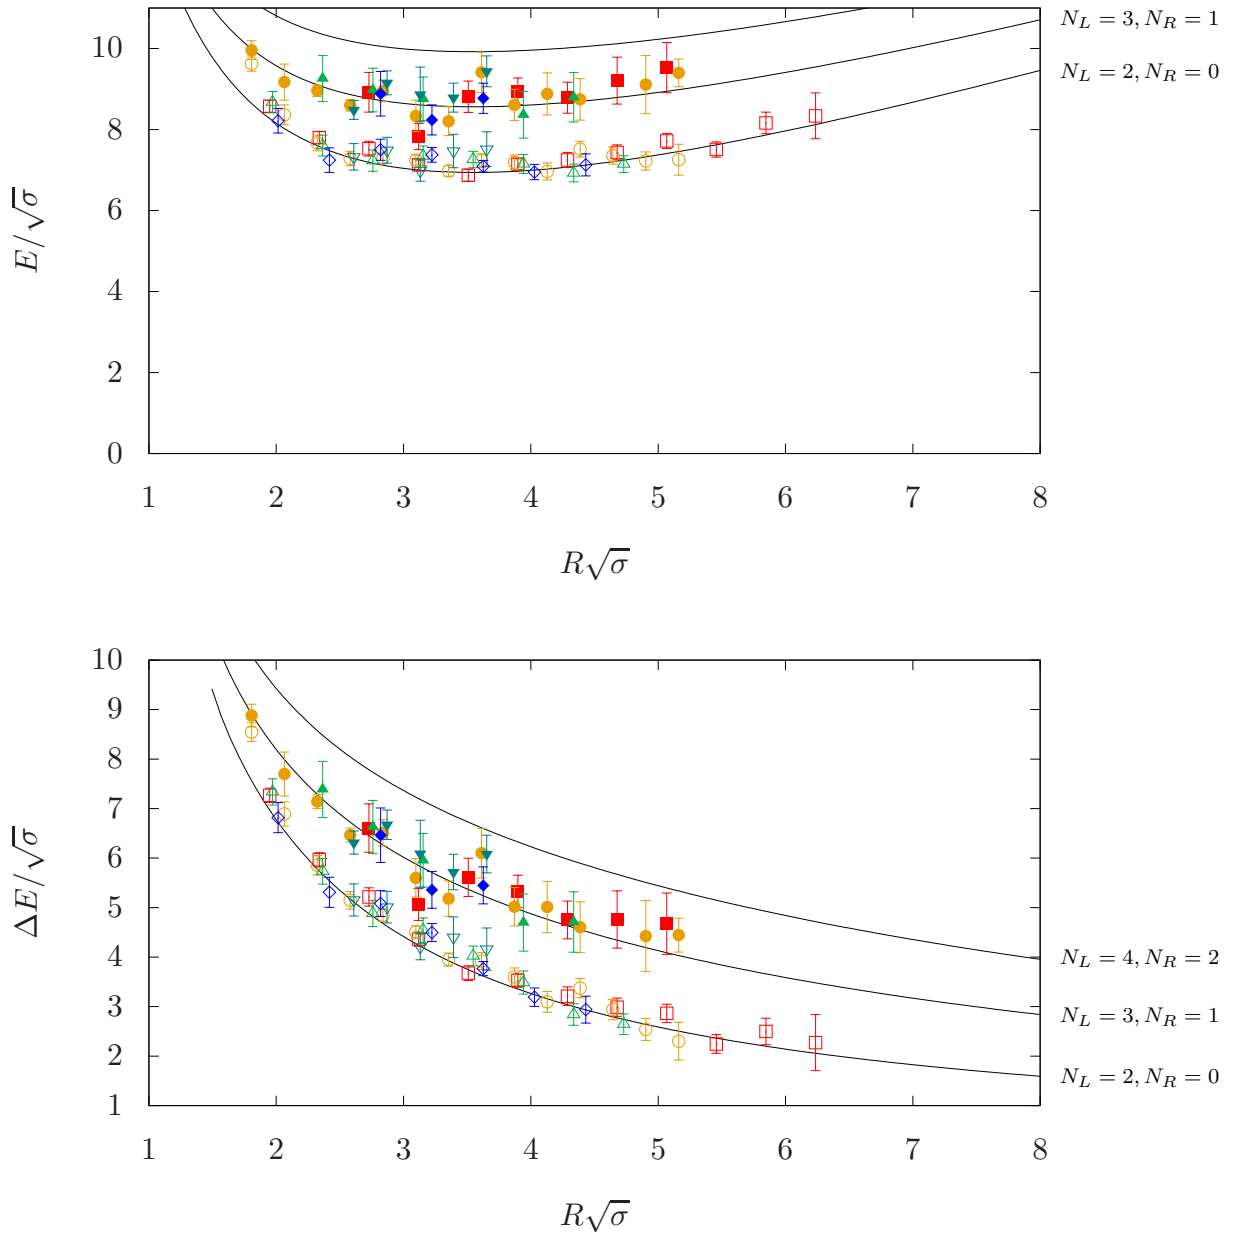 10
8
6
4
2
0
E/√σ
1 2 3 4 5 6 7 8
R√σ
N_L = 3, N_R = 1
N_L = 2, N_R = 0
10
9
8
7
6
5
4
3
2
1
ΔE/√σ
1 2 3 4 5 6 7 8
R√σ
N_L = 4, N_R = 2
N_L = 3, N_R = 1
N_L = 2, N_R = 0